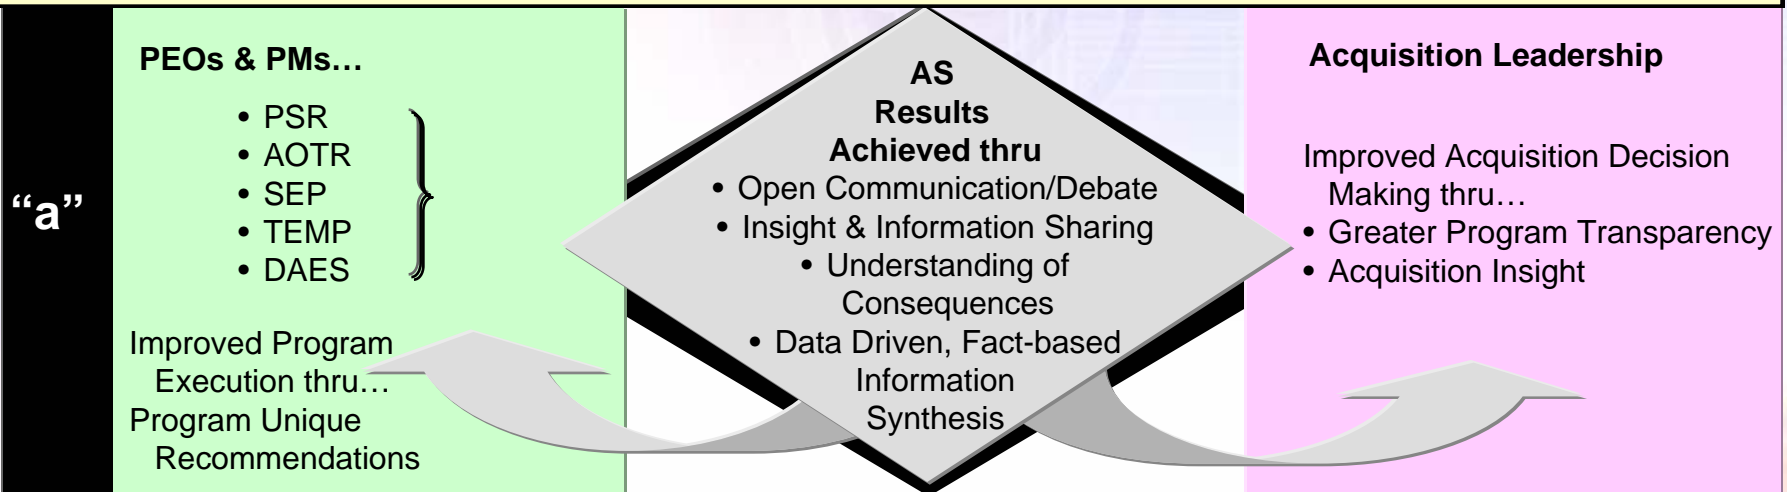 “a”
PEOs & PMs…
• PSR
• AOTR
• SEP
• TEMP
• DAES
Improved Program
Execution thru…
Program Unique
Recommendations
AS
Results
Achieved thru
• Open Communication/Debate
• Insight & Information Sharing
• Understanding of
Consequences
• Data Driven, Fact-based
Information
Synthesis
Acquisition Leadership
Improved Acquisition Decision
Making thru…
• Greater Program Transparency
• Acquisition Insight